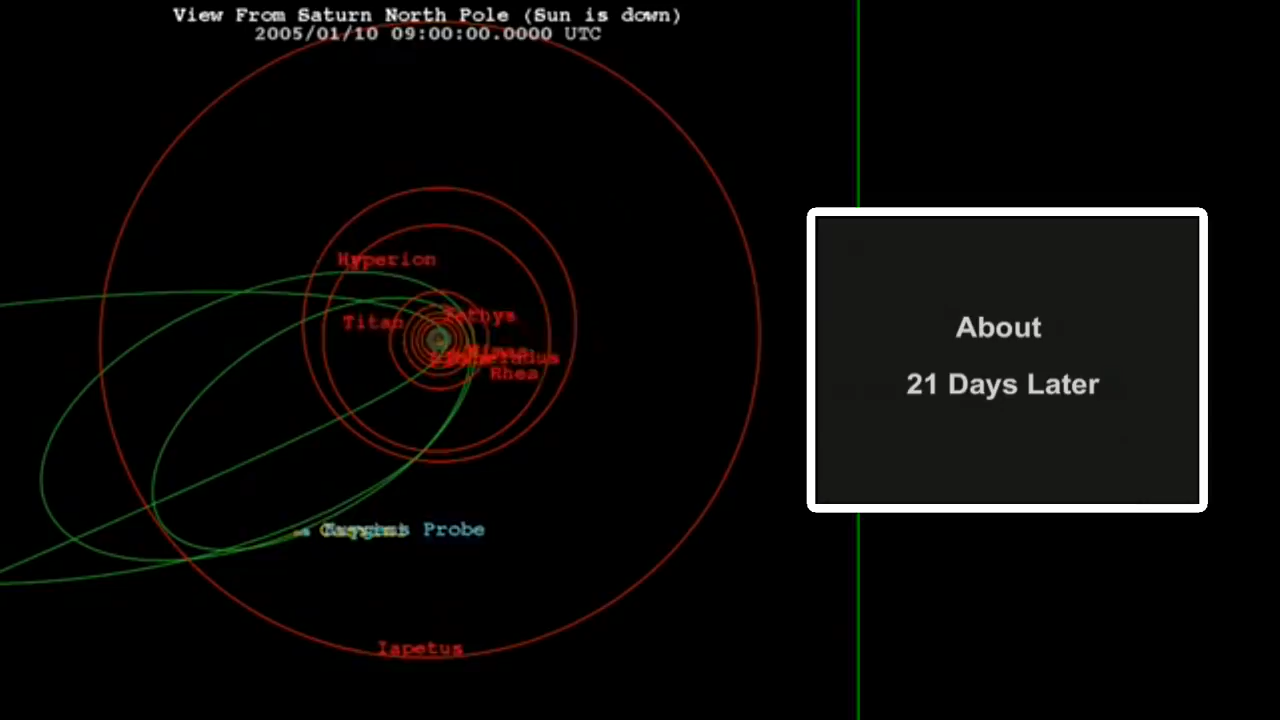 View From Saturn North Pole (Sun is down)
2005/01/10 09:00:00.0000 UTC
Hyperion
Tethys
Titan
Rhea
Probe
Iapetus
About
21 Days Later